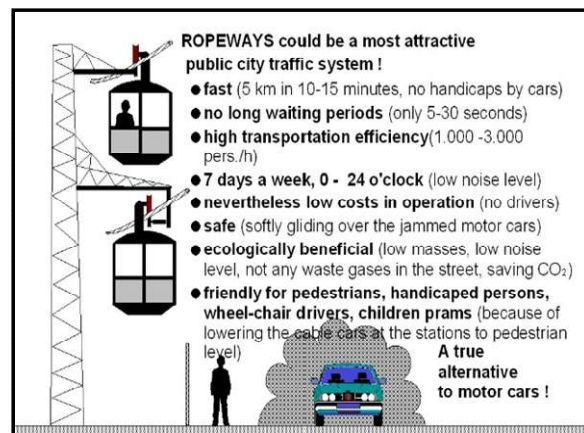 ROPEWAYS could be a most attractive
public city traffic system !
● fast (5 km in 10-15 minutes, no handicaps by cars)
● no long waiting periods (only 5-30 seconds)
● high transportation efficiency(1.000 -3.000
pers./h)
● 7 days a week, 0 - 24 o'clock (low noise level)
● nevertheless low costs in operation (no drivers)
● safe (softly gliding over the jammed motor cars)
● ecologically beneficial (low masses, low noise
level, not any waste gases in the street, saving CO₂)
● friendly for pedestrians, handicaped persons,
wheel-chair drivers, children prams (because of
lowering the cable cars at the stations to pedestrian
level)
A true
alternative
to motor cars !